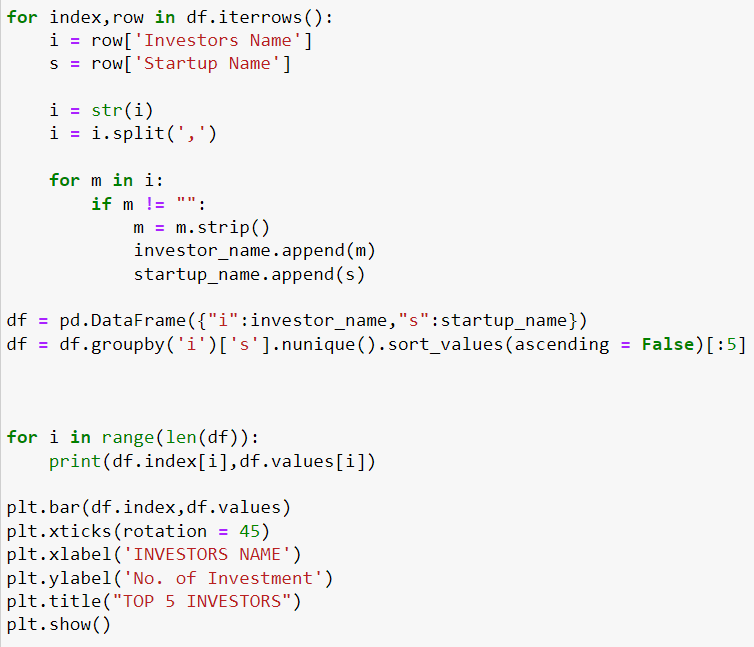 for index,row in df.iterrows():
    i = row['Investors Name']
    s = row['Startup Name']

    i = str(i)
    i = i.split(',')

    for m in i:
        if m != "":
            m = m.strip()
            investor_name.append(m)
            startup_name.append(s)

df = pd.DataFrame({"i":investor_name,"s":startup_name})
df = df.groupby('i')['s'].nunique().sort_values(ascending = False)[:5]

for i in range(len(df)):
    print(df.index[i],df.values[i])

plt.bar(df.index,df.values)
plt.xticks(rotation = 45)
plt.xlabel('INVESTORS NAME')
plt.ylabel('No. of Investment')
plt.title("TOP 5 INVESTORS")
plt.show()